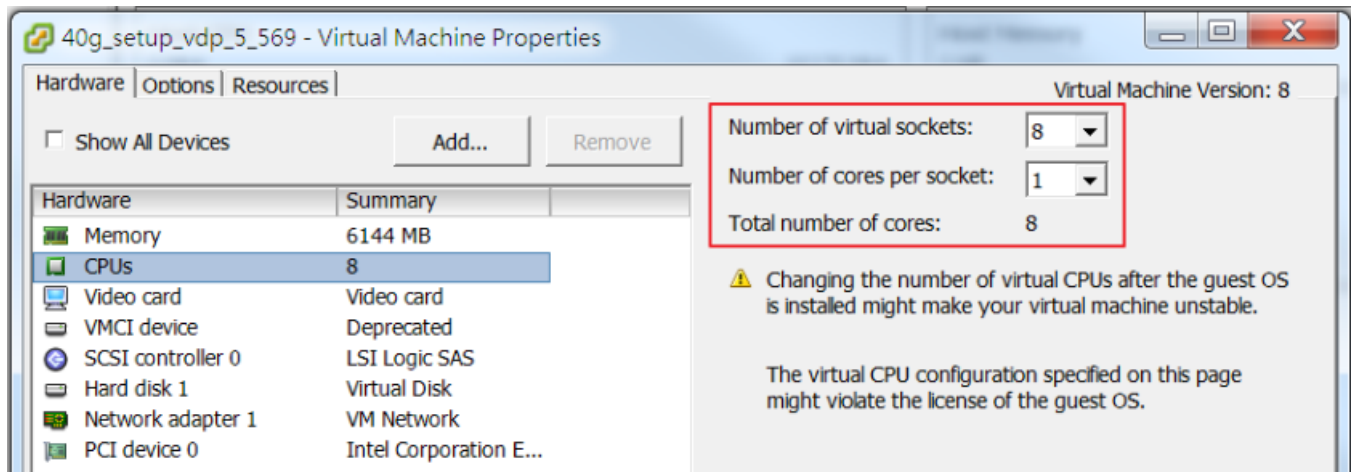 40g_setup_vdp_5_569 - Virtual Machine Properties
Hardware Options Resources
Virtual Machine Version: 8
Show All Devices
Add...
Remove
Hardware Summary
Memory 6144 MB
CPUs 8
Video card Video card
VMCI device Deprecated
SCSI controller 0 LSI Logic SAS
Hard disk 1 Virtual Disk
Network adapter 1 VM Network
PCI device 0 Intel Corporation E...
Number of virtual sockets: 8
Number of cores per socket: 1
Total number of cores: 8
Changing the number of virtual CPUs after the guest OS
is installed might make your virtual machine unstable.
The virtual CPU configuration specified on this page
might violate the license of the guest OS.